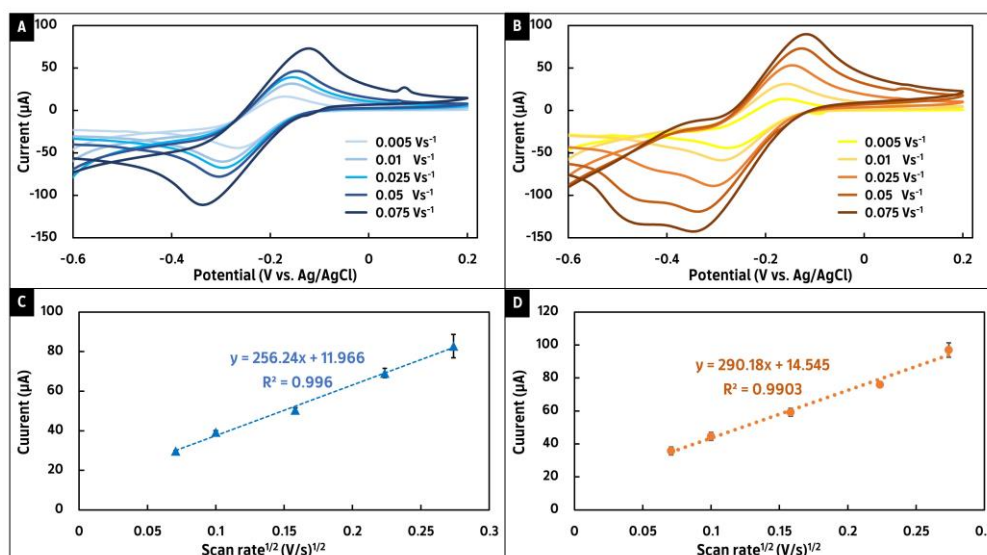 A
100
50
0
-50
-100
-150
Current (µA)
-0.6
-0.4
-0.2
0
0.2
Potential (V vs. Ag/AgCl)
0.005 Vs⁻¹
0.01 Vs⁻¹
0.025 Vs⁻¹
0.05 Vs⁻¹
0.075 Vs⁻¹
B
100
50
0
-50
-100
-150
Current (µA)
-0.6
-0.4
-0.2
0
0.2
Potential (V vs. Ag/AgCl)
0.005 Vs⁻¹
0.01 Vs⁻¹
0.025 Vs⁻¹
0.05 Vs⁻¹
0.075 Vs⁻¹
C
100
80
60
40
20
0
Cuurent (µA)
y = 256.24x + 11.966
R² = 0.996
0
0.05
0.1
0.15
0.2
0.25
0.3
Scan rate¹/² (V/s)¹/²
D
120
100
80
60
40
20
0
Cuurent (µA)
y = 290.18x + 14.545
R² = 0.9903
0
0.05
0.1
0.15
0.2
0.25
0.3
Scan rate¹/² (V/s)¹/²